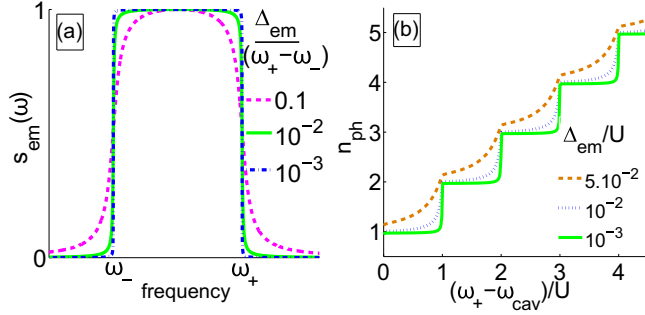 (a)
s_em(ω)
1
0
ω_−
ω_+
frequency
Δ_em
(ω_+−ω_−)
0.1
10^-2
10^-3
(b)
n_ph
5
4
3
2
1
0 1 2 3 4
(ω_+−ω_cav)/U
Δ_em/U
5.10^-2
10^-2
10^-3